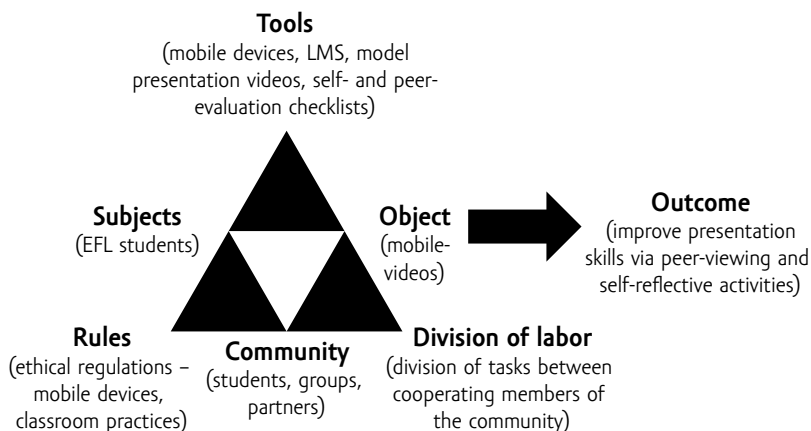 Tools
(mobile devices, LMS, model
presentation videos, self- and peer-
evaluation checklists)
Subjects
(EFL students)
Object
(mobile-
videos)
Outcome
(improve presentation
skills via peer-viewing and
self-reflective activities)
Rules
(ethical regulations –
mobile devices,
classroom practices)
Community
(students, groups,
partners)
Division of labor
(division of tasks between
cooperating members of
the community)